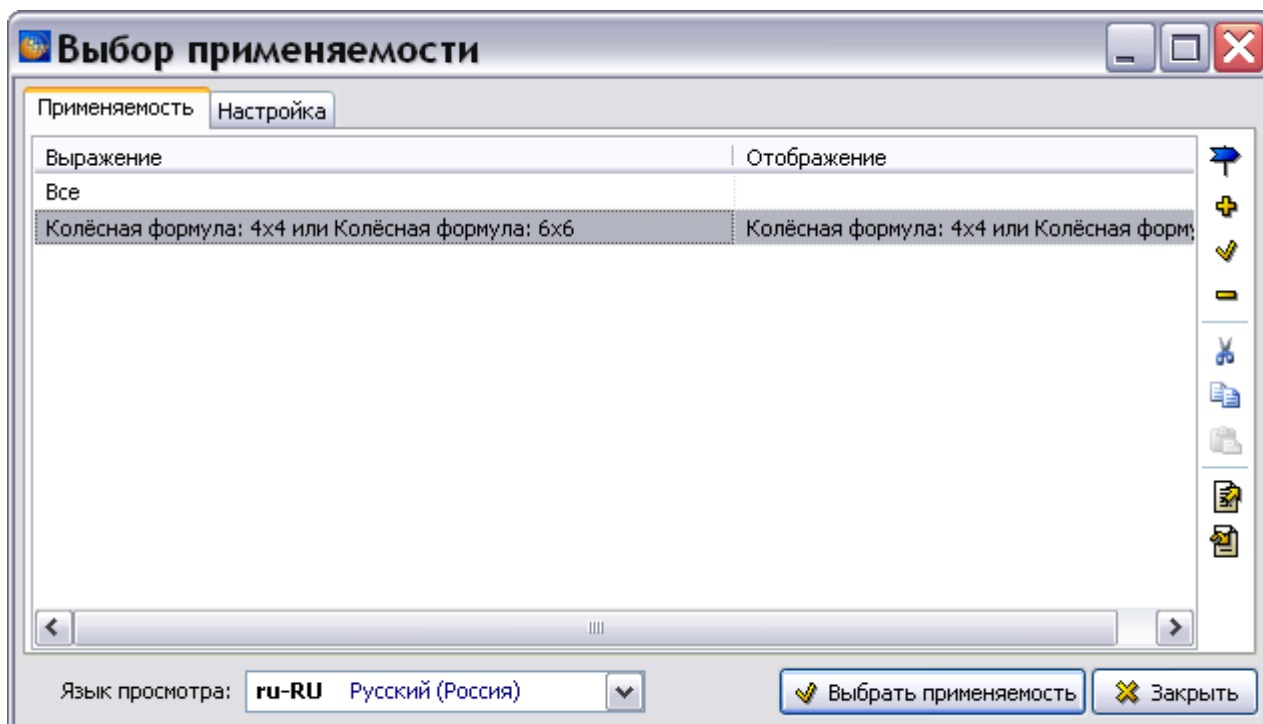 Выбор применяемости
Применяемость Настройка
Выражение Отображение
Все
Колёсная формула: 4х4 или Колёсная формула: 6х6 Колёсная формула: 4х4 или Колёсная форму
Язык просмотра: ru-RU Русский (Россия) Выбрать применяемость Закрыть